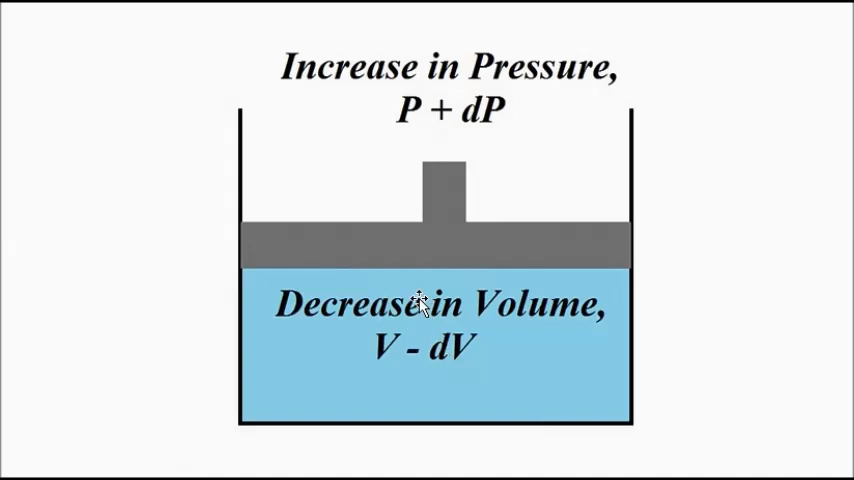 Increase in Pressure,
P + dP
Decrease in Volume,
V - dV